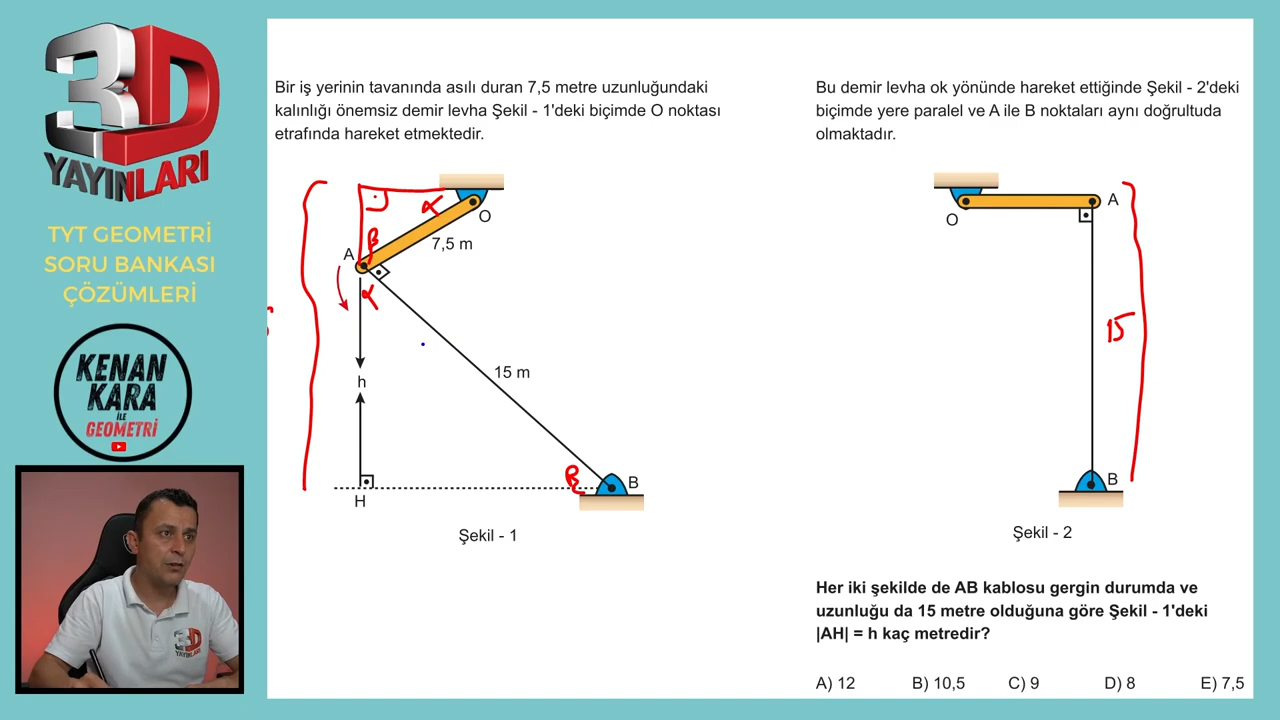 3D
YAYINLARI
TYT GEOMETRİ
SORU BANKASI
ÇÖZÜMLERİ
KENAN
KARA
İLE
GEOMETRİ
3D
YAYINLARI
Bir iş yerinin tavanında asılı duran 7,5 metre uzunluğundaki
kalınlığı önemsiz demir levha Şekil - 1'deki biçimde O noktası
etrafında hareket etmektedir.
α
O
β
7,5 m
A
α
h
15 m
β
B
H
Şekil - 1
Bu demir levha ok yönünde hareket ettiğinde Şekil - 2'deki
biçimde yere paralel ve A ile B noktaları aynı doğrultuda
olmaktadır.
A
O
15
B
Şekil - 2
Her iki şekilde de AB kablosu gergin durumda ve
uzunluğu da 15 metre olduğuna göre Şekil - 1'deki
|AH| = h kaç metredir?
A) 12 B) 10,5 C) 9 D) 8 E) 7,5